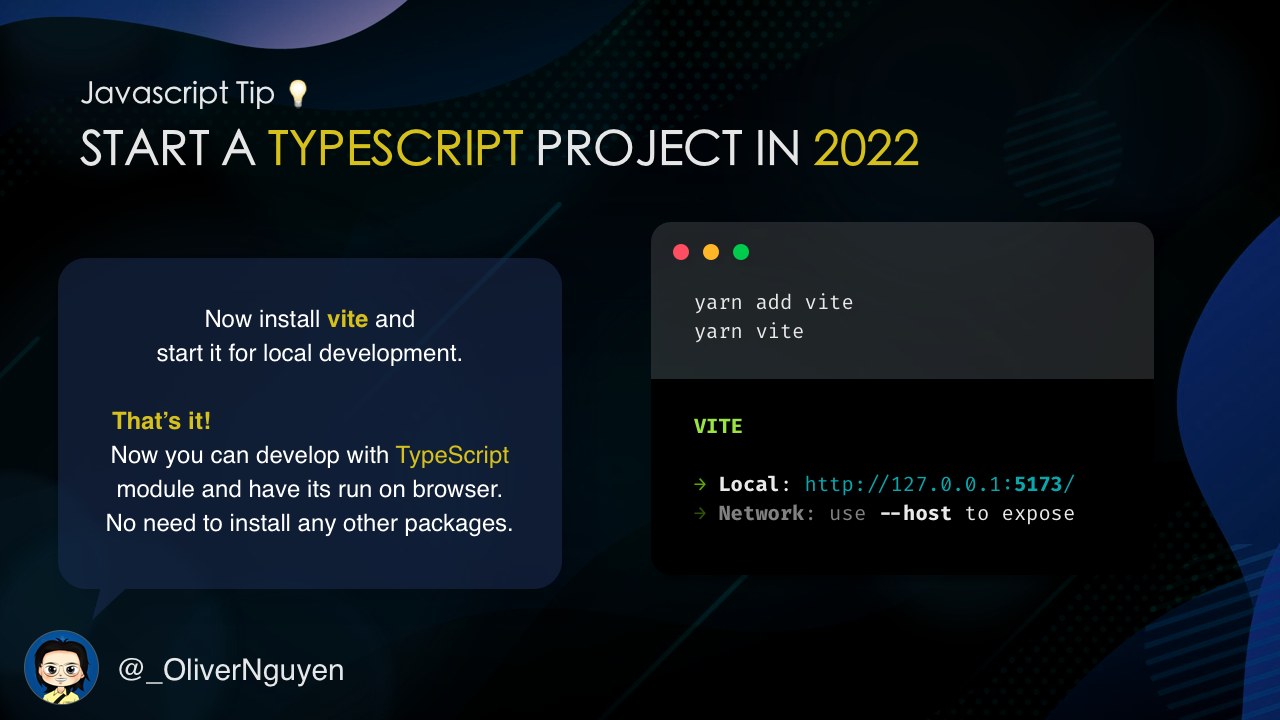 Javascript Tip 💡
START A TYPESCRIPT PROJECT IN 2022
Now install vite and
start it for local development.
That’s it!
Now you can develop with TypeScript
module and have its run on browser.
No need to install any other packages.
yarn add vite
yarn vite
VITE
→ Local: http://127.0.0.1:5173/
→ Network: use --host to expose
@_OliverNguyen